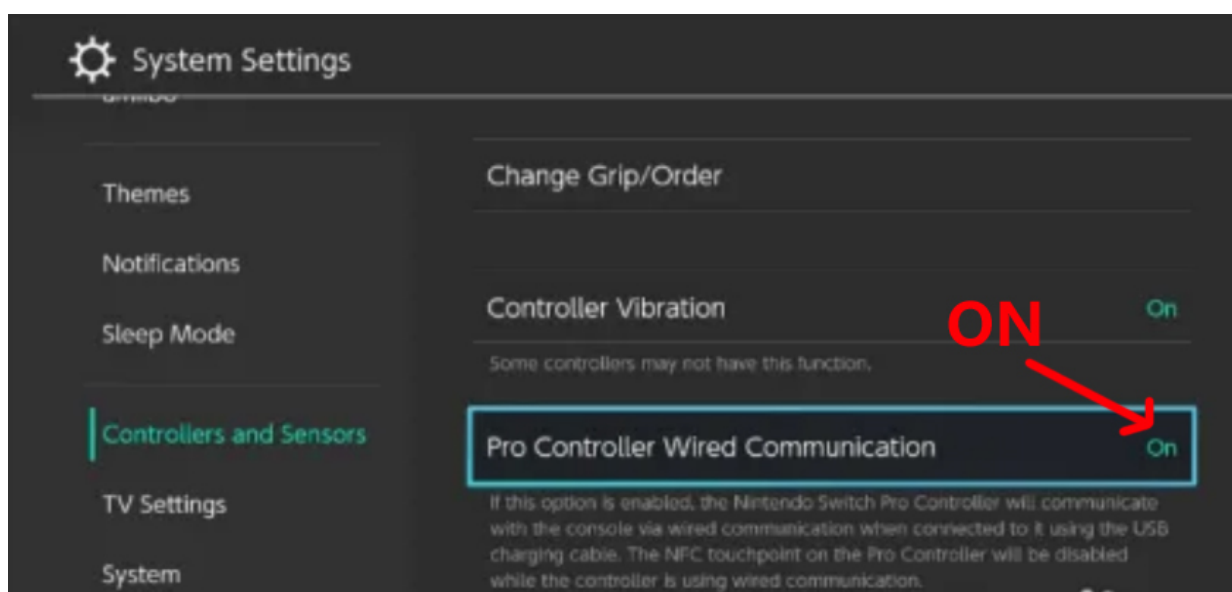 System Settings
amiibo
Themes
Notifications
Sleep Mode
Controllers and Sensors
TV Settings
System
Change Grip/Order
Controller Vibration On
Some controllers may not have this function.
ON
Pro Controller Wired Communication On
If this option is enabled, the Nintendo Switch Pro Controller will communicate
with the console via wired communication when connected to it using the USB
charging cable. The NFC touchpoint on the Pro Controller will be disabled
while the controller is using wired communication.